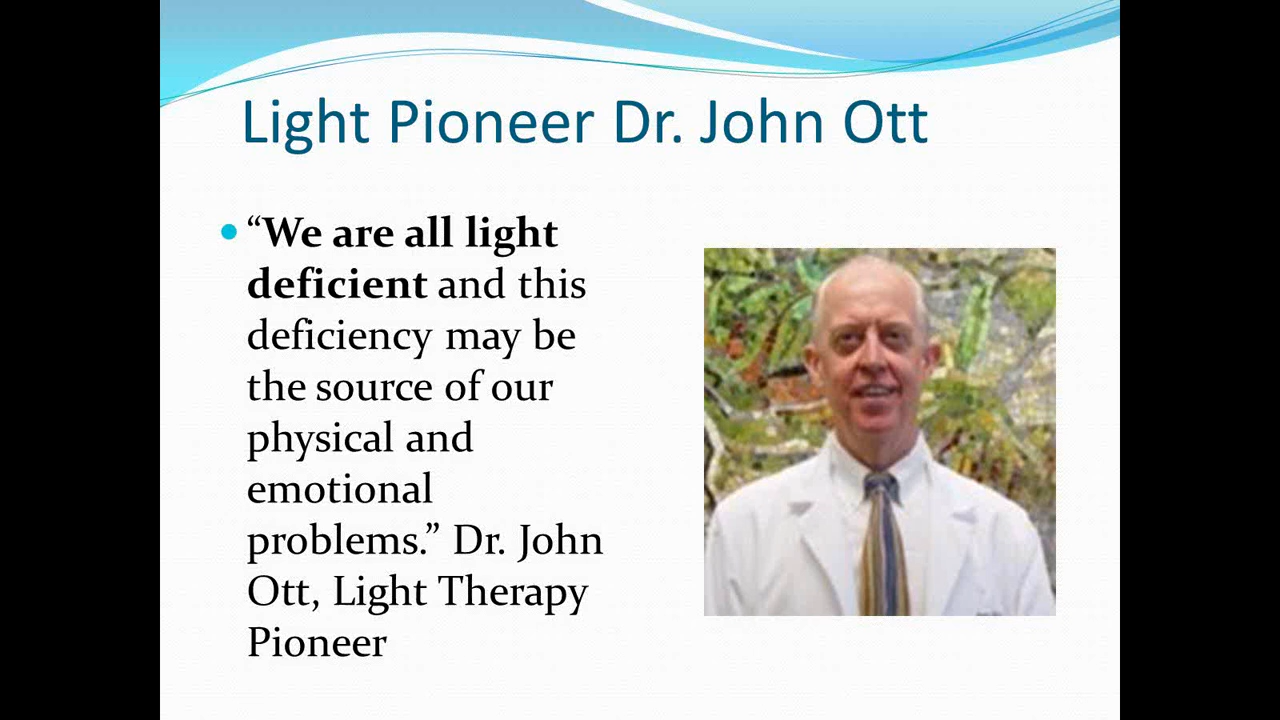 Light Pioneer Dr. John Ott
• “We are all light
deficient and this
deficiency may be
the source of our
physical and
emotional
problems.” Dr. John
Ott, Light Therapy
Pioneer